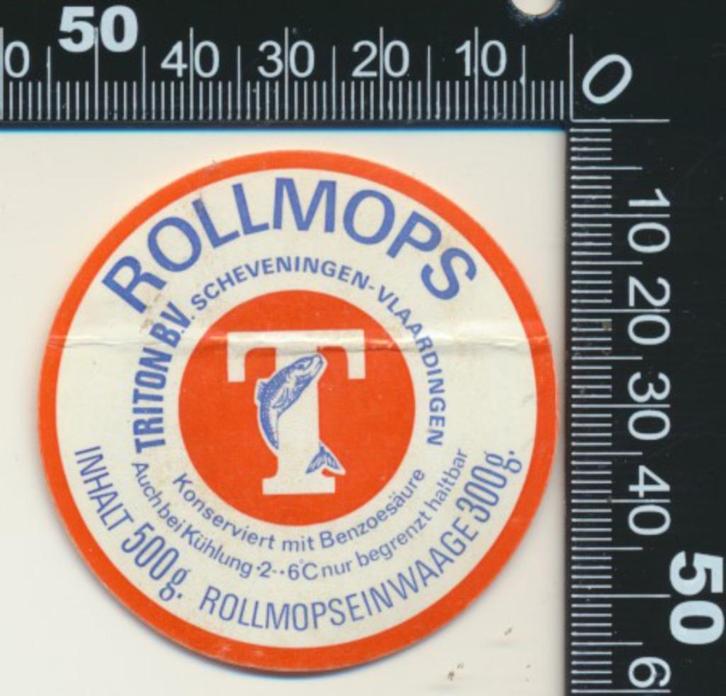 0 50 40 30 20 10 0
10 20 30 40 50 6
ROLLMOPS
TRITON B.V. SCHEVENINGEN-VLAARDINGEN
T
Konserviert mit Benzoesäure
Auch bei Kühlung ·2-·6°C nur begrenzt haltbar
INHALT 500g. ROLLMOPSEINWAAGE 300g.